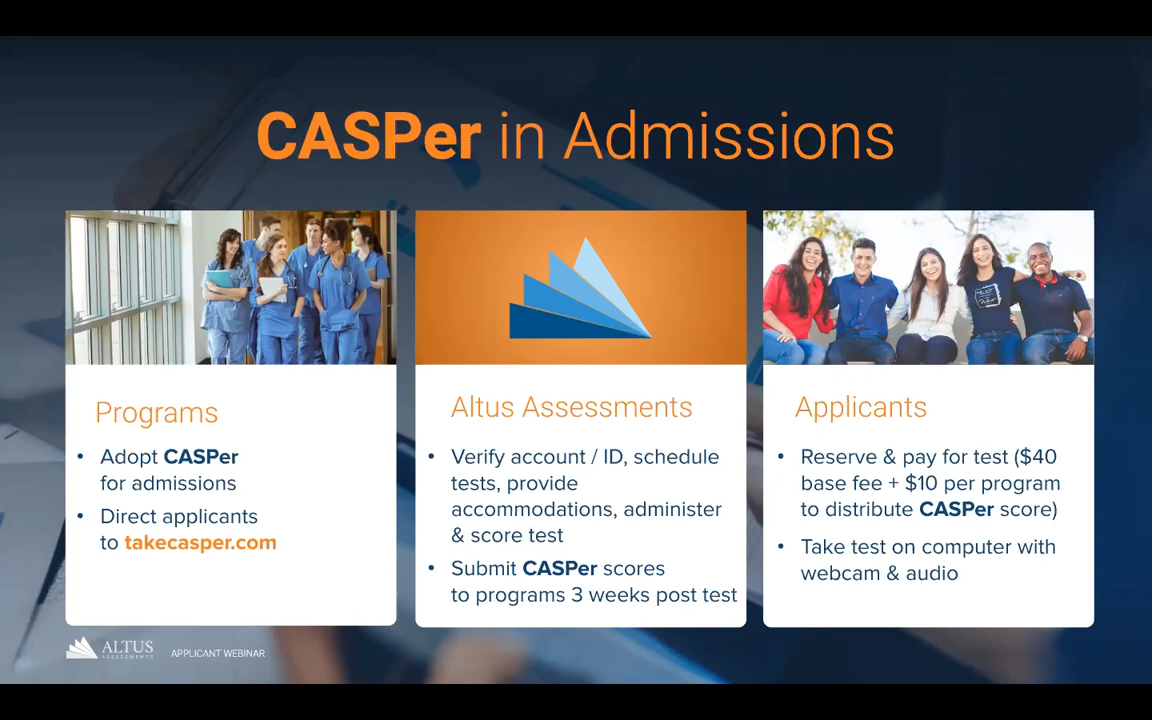 CASPer in Admissions
Programs
• Adopt CASPer
for admissions
• Direct applicants
to takecasper.com
Altus Assessments
• Verify account / ID, schedule
tests, provide
accommodations, administer
& score test
• Submit CASPer scores
to programs 3 weeks post test
Applicants
• Reserve & pay for test ($40
base fee + $10 per program
to distribute CASPer score)
• Take test on computer with
webcam & audio
ALTUS
ASSESSMENTS
APPLICANT WEBINAR